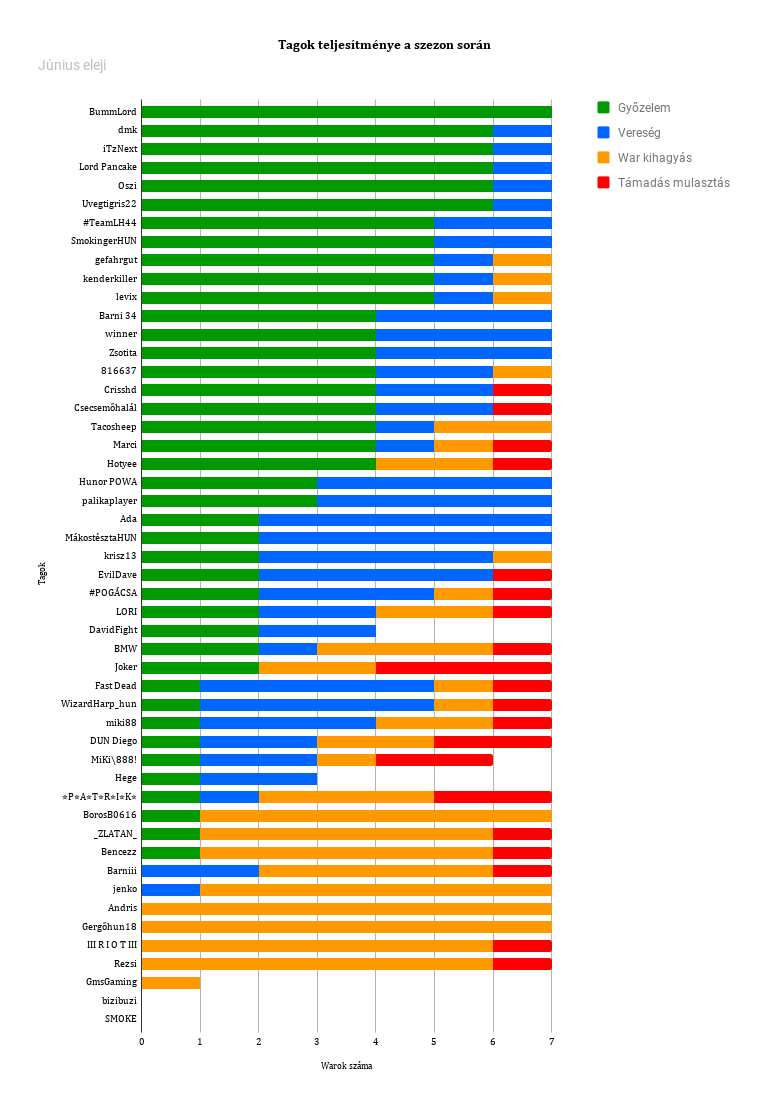 Tagok teljesítménye a szezon során
Június eleji
Győzelem
Vereség
War kihagyás
Támadás mulasztás
Tagok
BummLord
dmk
iTzNext
Lord Pancake
Oszi
Uvegtigris22
#TeamLH44
SmokingerHUN
gefahrgut
kenderkiller
levix
Barni 34
winner
Zsotita
816637
Crisshd
Csecsemőhalál
Tacosheep
Marci
Hotyee
Hunor POWA
palikaplayer
Ada
MákostésztaHUN
krisz13
EvilDave
#POGÁCSA
LORI
DavidFight
BMW
Joker
Fast Dead
WizardHarp_hun
miki88
DUN Diego
MiKi\888!
Hege
*P*A*T*R*I*K*
BorosB0616
_ZLATAN_
Bencezz
Barniii
jenko
Andris
Gergőhun18
III R I O T III
Rezsi
GmsGaming
bizibuzi
SMOKE
0 1 2 3 4 5 6 7
Warok száma